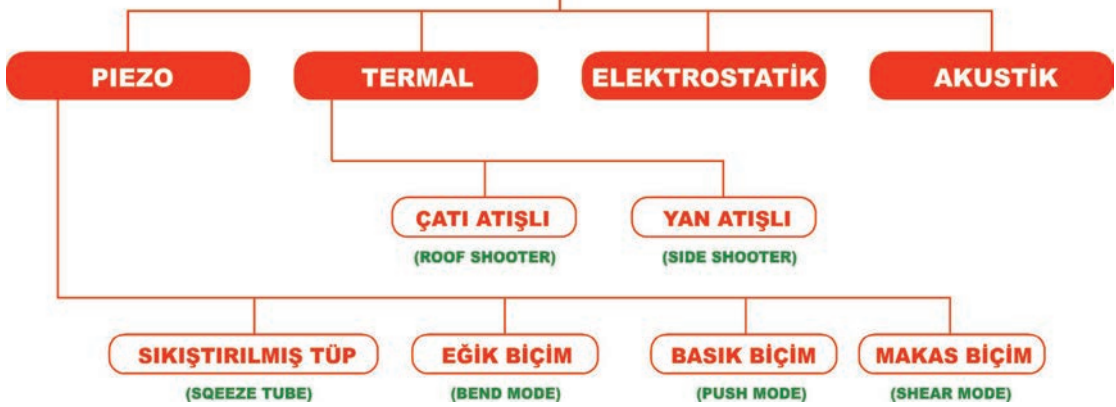 PIEZO TERMAL ELEKTROSTATİK AKUSTİK
ÇATI ATIŞLI YAN ATIŞLI
(ROOF SHOOTER) (SIDE SHOOTER)
SIKIŞTIRILMIŞ TÜP EĞİK BİÇİM BASIK BİÇİM MAKAS BİÇİM
(SQEEZE TUBE) (BEND MODE) (PUSH MODE) (SHEAR MODE)